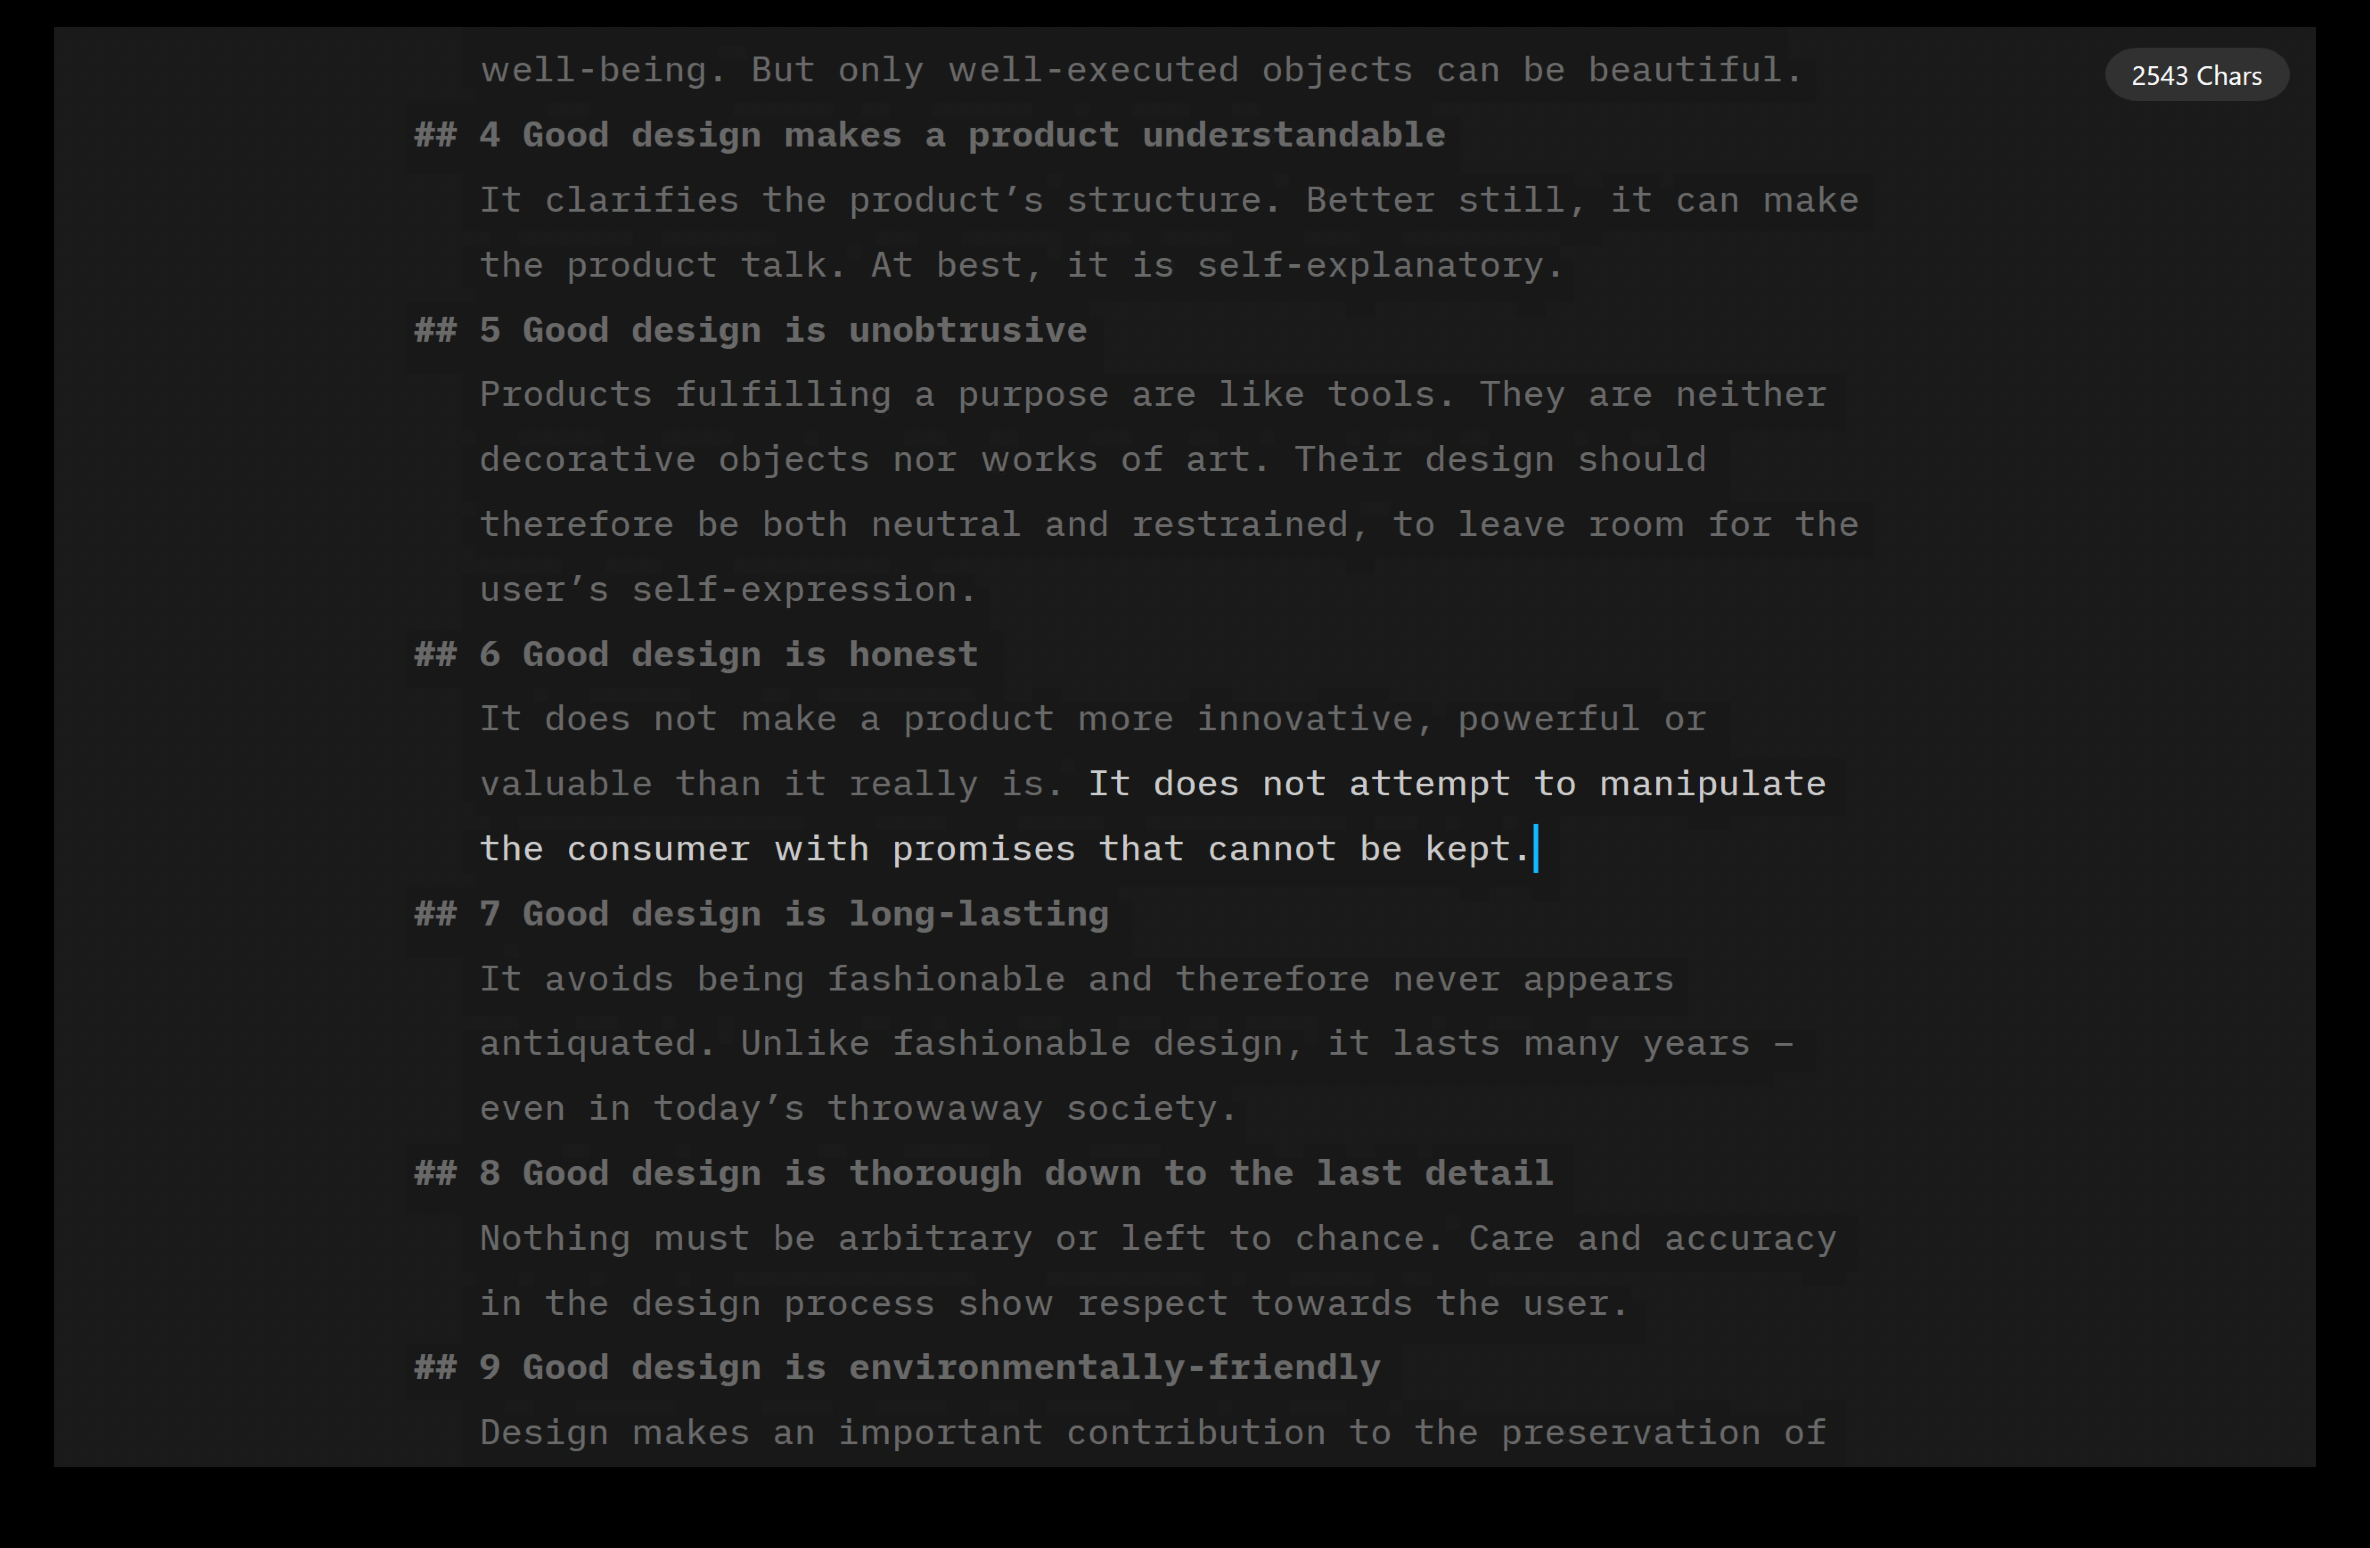 well-being. But only well-executed objects can be beautiful.
2543 Chars
## 4 Good design makes a product understandable
It clarifies the product’s structure. Better still, it can make
the product talk. At best, it is self-explanatory.
## 5 Good design is unobtrusive
Products fulfilling a purpose are like tools. They are neither
decorative objects nor works of art. Their design should
therefore be both neutral and restrained, to leave room for the
user’s self-expression.
## 6 Good design is honest
It does not make a product more innovative, powerful or
valuable than it really is. It does not attempt to manipulate
the consumer with promises that cannot be kept.
## 7 Good design is long-lasting
It avoids being fashionable and therefore never appears
antiquated. Unlike fashionable design, it lasts many years –
even in today’s throwaway society.
## 8 Good design is thorough down to the last detail
Nothing must be arbitrary or left to chance. Care and accuracy
in the design process show respect towards the user.
## 9 Good design is environmentally-friendly
Design makes an important contribution to the preservation of